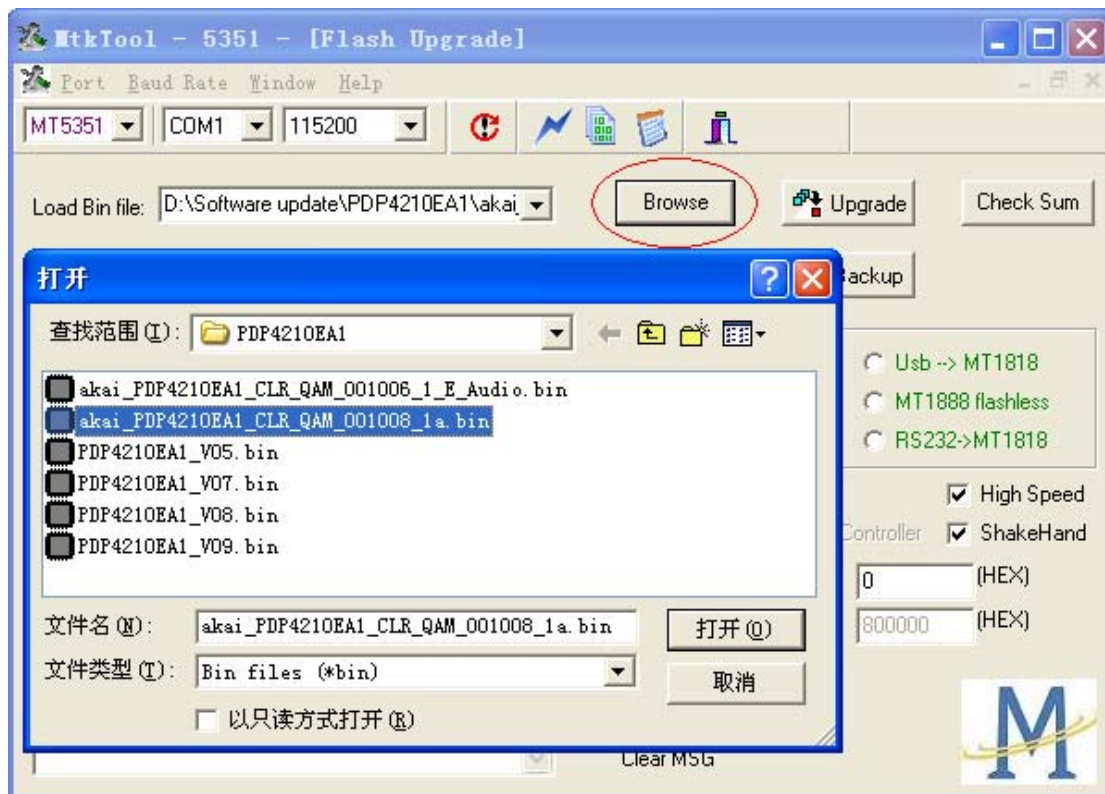 MtkTool - 5351 - [Flash Upgrade]
Port Baud Rate Window Help
MT5351 COM1 115200
Load Bin file: D:\Software update\PDP4210EA1\akai_ Browse Upgrade Check Sum
打开
ackup
查找范围(I): PDP4210EA1
Usb --> MT1818
akai_PDP4210EA1_CLR_QAM_001006_1_E_Audio.bin
MT1888 flashless
akai_PDP4210EA1_CLR_QAM_001008_1a.bin
RS232->MT1818
PDP4210EA1_V05.bin
PDP4210EA1_V07.bin
High Speed
PDP4210EA1_V08.bin
Controller ShakeHand
PDP4210EA1_V09.bin
0 (HEX)
文件名(N): akai_PDP4210EA1_CLR_QAM_001008_1a.bin 打开(O)
800000 (HEX)
文件类型(T): Bin files (*bin) 取消
以只读方式打开(R)
Clear MSG
M